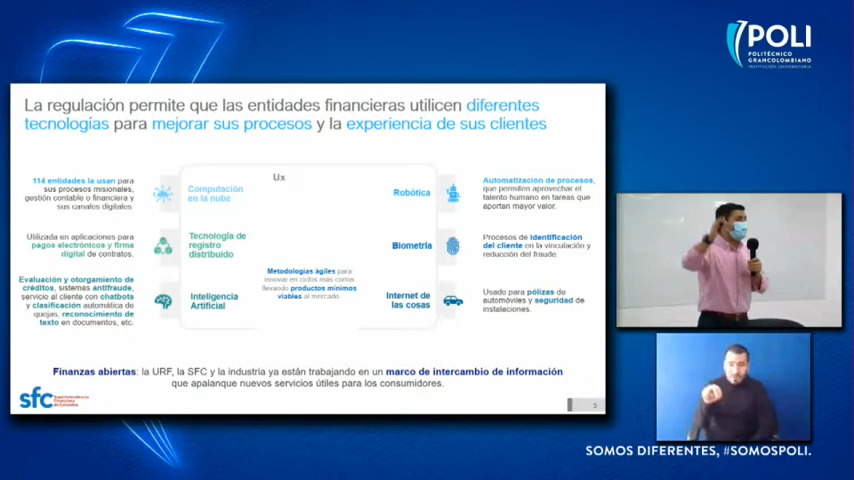 POLI
POLITÉCNICO
GRANCOLOMBIANO
INSTITUCIÓN UNIVERSITARIA
La regulación permite que las entidades financieras utilicen diferentes
tecnologías para mejorar sus procesos y la experiencia de sus clientes
114 entidades la usan para
sus procesos misionales,
gestión contable o financiera y
sus canales digitales.
Computación
en la nube
Utilizada en aplicaciones para
pagos electrónicos y firma
digital de contratos.
Tecnología de
registro
distribuido
Evaluación y otorgamiento de
créditos, sistemas antifraude,
servicio al cliente con chatbots
y clasificación automática de
quejas, reconocimiento de
texto en documentos, etc.
Inteligencia
Artificial
Ux
Metodologías ágiles para
innovar en ciclos más cortos
llevando productos mínimos
viables al mercado
Robótica
Automatización de procesos,
que permiten aprovechar el
talento humano en tareas que
aportan mayor valor.
Biometría
Procesos de identificación
del cliente en la vinculación y
reducción del fraude.
Internet de
las cosas
Usado para pólizas de
automóviles y seguridad de
instalaciones.
Finanzas abiertas: la URF, la SFC y la industria ya están trabajando en un marco de intercambio de información
que apalanque nuevos servicios útiles para los consumidores.
sfc
Superintendencia
Financiera
de Colombia
5
SOMOS DIFERENTES, #SOMOSPOLI.